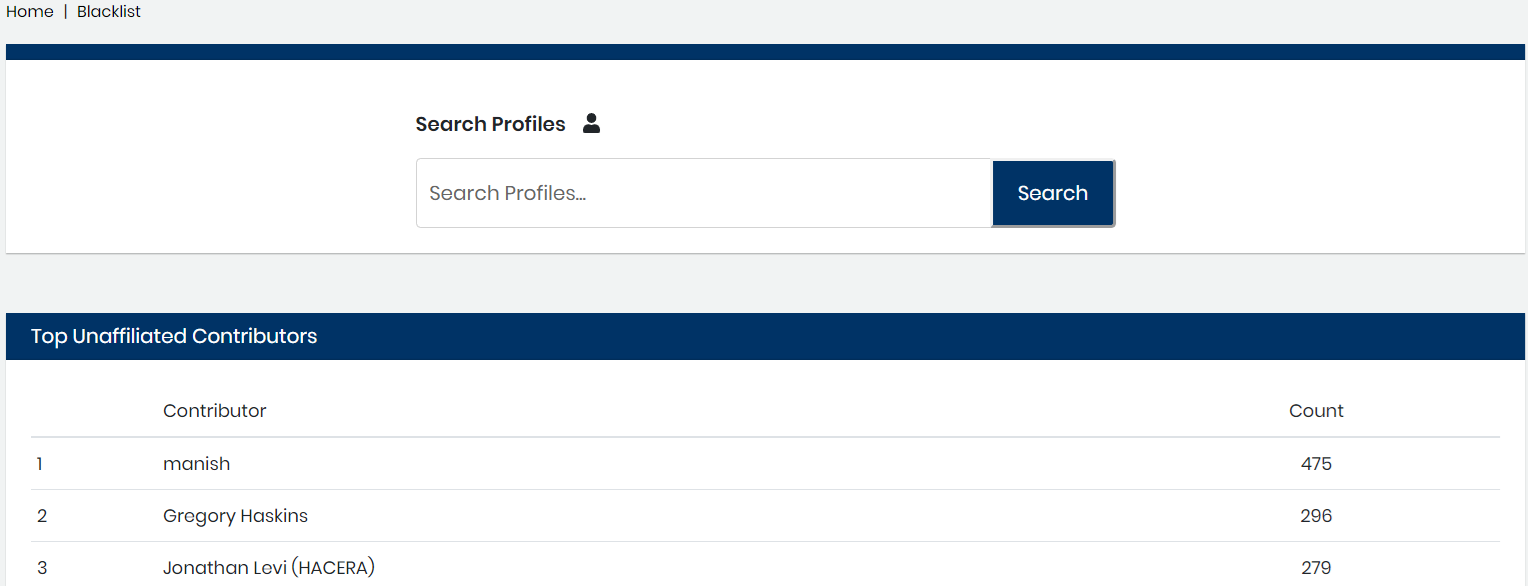 Home | Blacklist
Search Profiles
Search Profiles...
Search
Top Unaffiliated Contributors
Contributor Count
1 manish 475
2 Gregory Haskins 296
3 Jonathan Levi (HACERA) 279